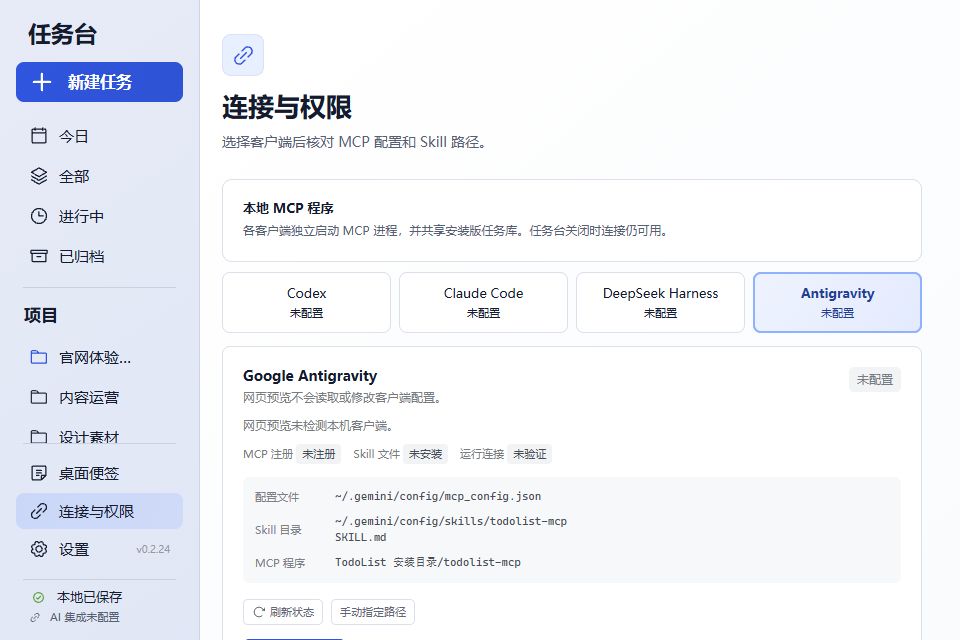 任务台
新建任务
今日
全部
进行中
已归档
项目
官网体验...
内容运营
设计素材
桌面便签
连接与权限
设置 v0.2.24
本地已保存
AI 集成未配置
连接与权限
选择客户端后核对 MCP 配置和 Skill 路径。
本地 MCP 程序
各客户端独立启动 MCP 进程，并共享安装版任务库。任务台关闭时连接仍可用。
Codex
未配置
Claude Code
未配置
DeepSeek Harness
未配置
Antigravity
未配置
Google Antigravity
未配置
网页预览不会读取或修改客户端配置。
网页预览未检测本机客户端。
MCP 注册 未注册 Skill 文件 未安装 运行连接 未验证
配置文件 ~/.gemini/config/mcp_config.json
Skill 目录 ~/.gemini/config/skills/todolist-mcp
SKILL.md
MCP 程序 TodoList 安装目录/todolist-mcp
刷新状态 手动指定路径